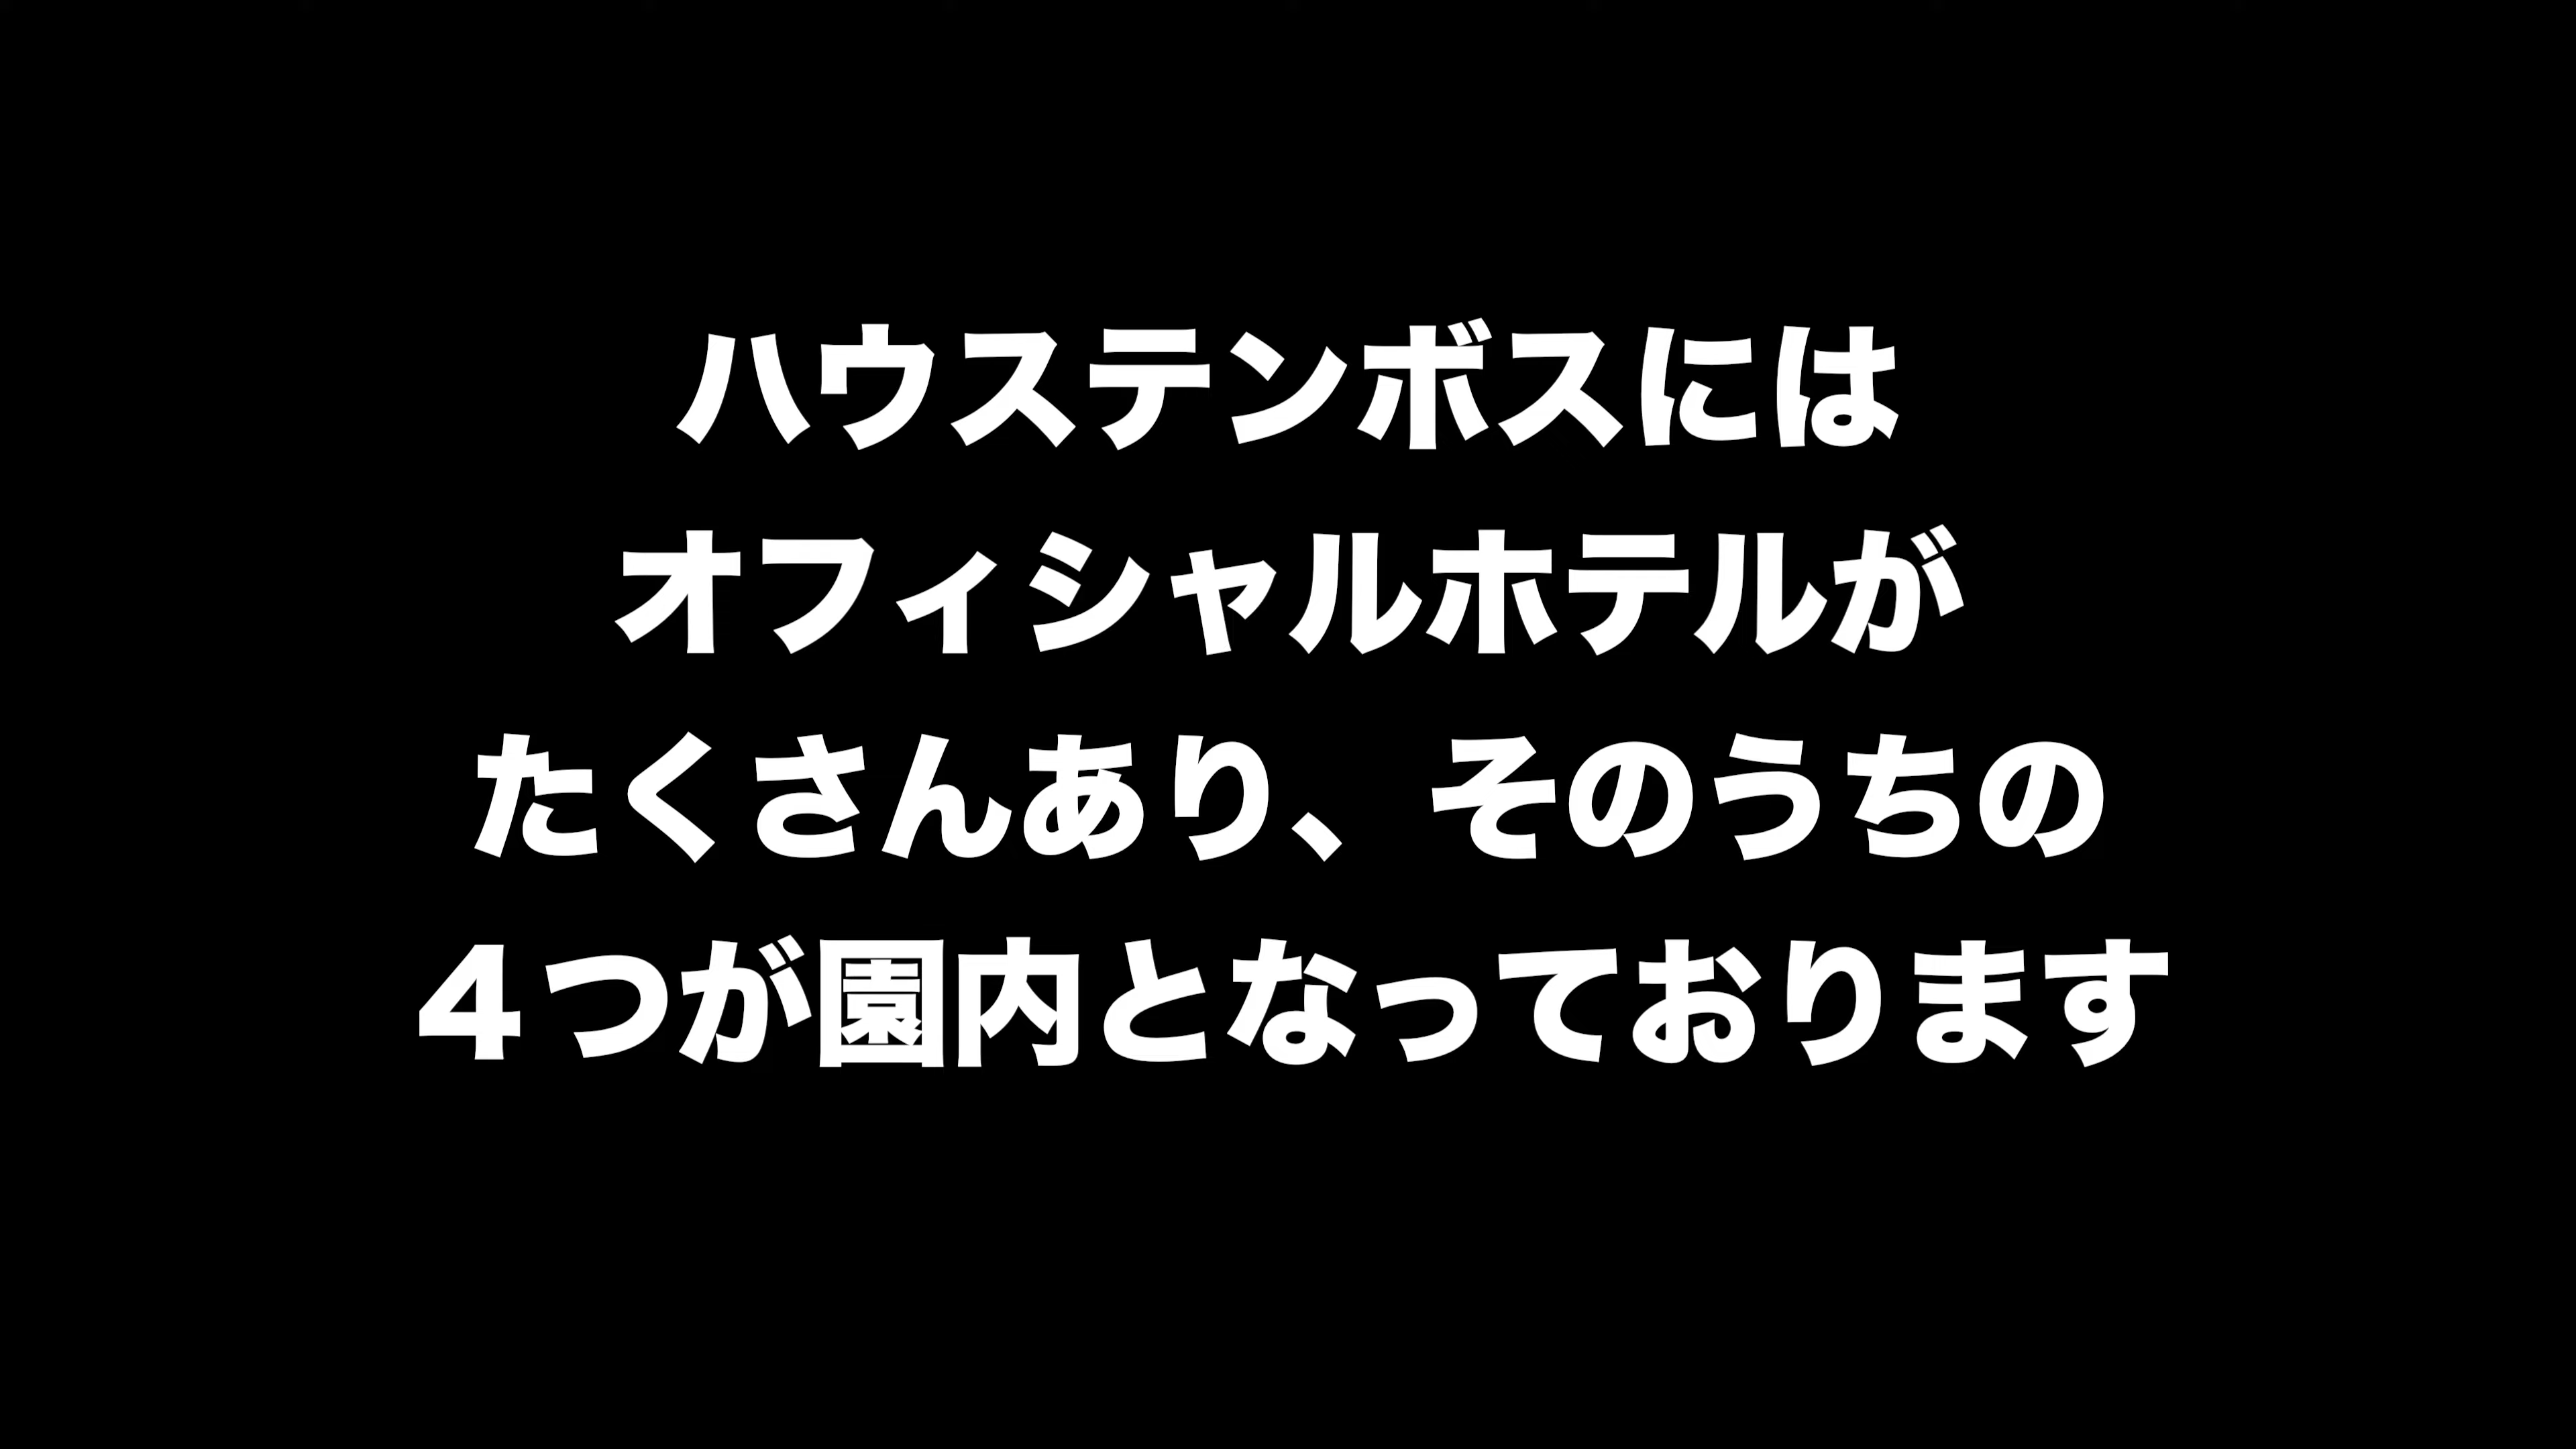 ハウステンボスには
オフィシャルホテルが
たくさんあり、そのうちの
４つが園内となっております